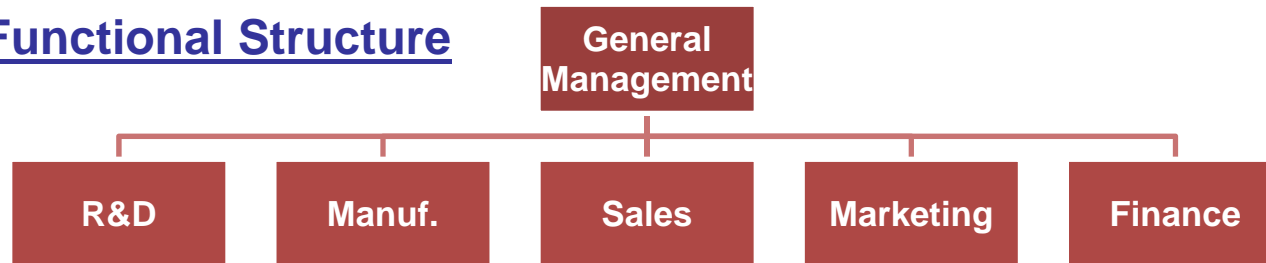 Functional Structure
General
Management
R&D
Manuf.
Sales
Marketing
Finance